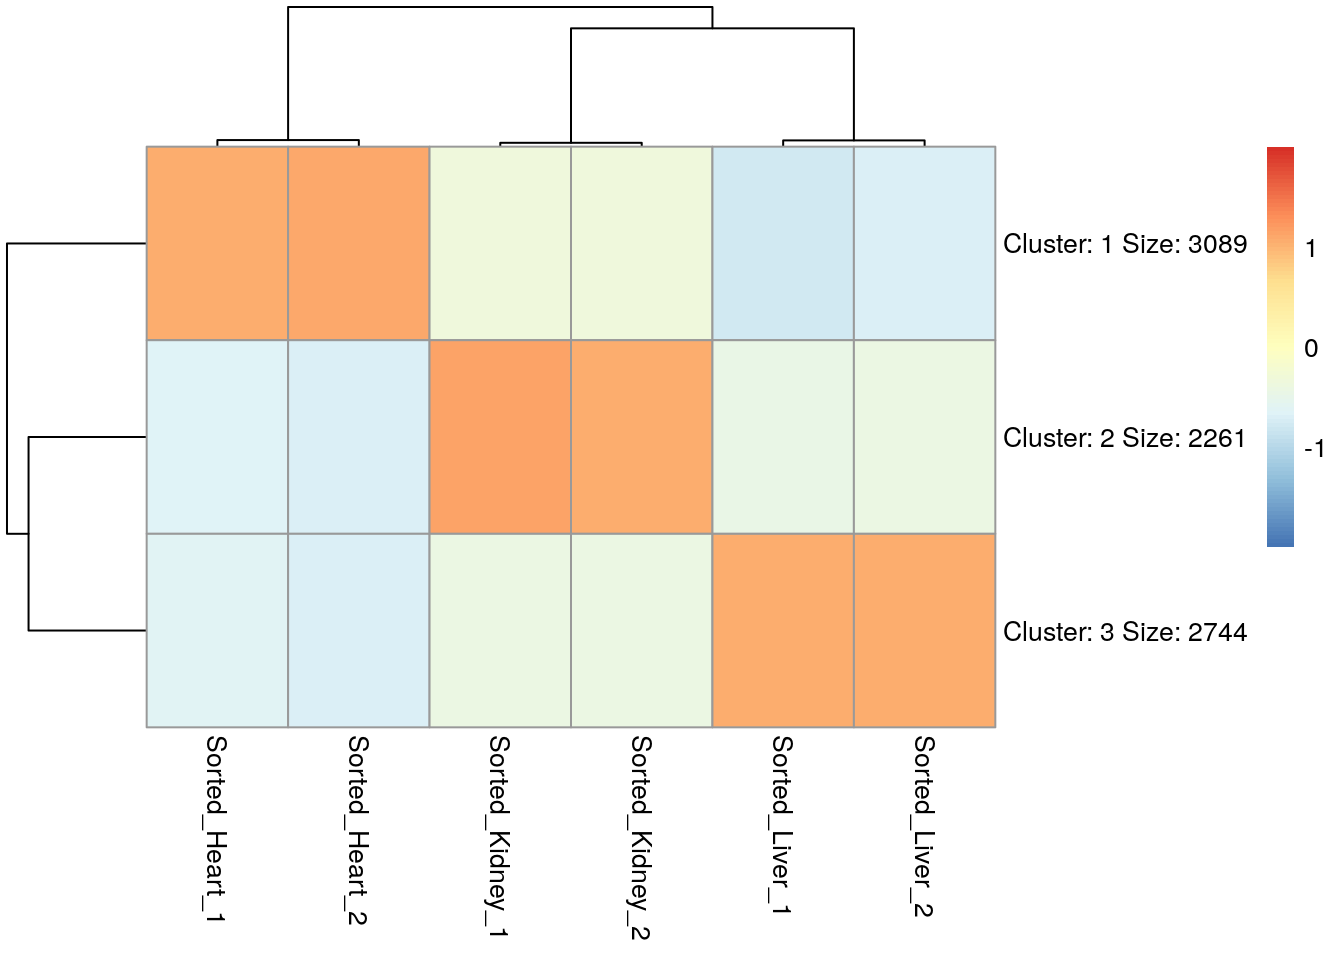 Cluster: 1 Size: 3089
Cluster: 2 Size: 2261
Cluster: 3 Size: 2744
1
0
-1
Sorted_Heart_1
Sorted_Heart_2
Sorted_Kidney_1
Sorted_Kidney_2
Sorted_Liver_1
Sorted_Liver_2